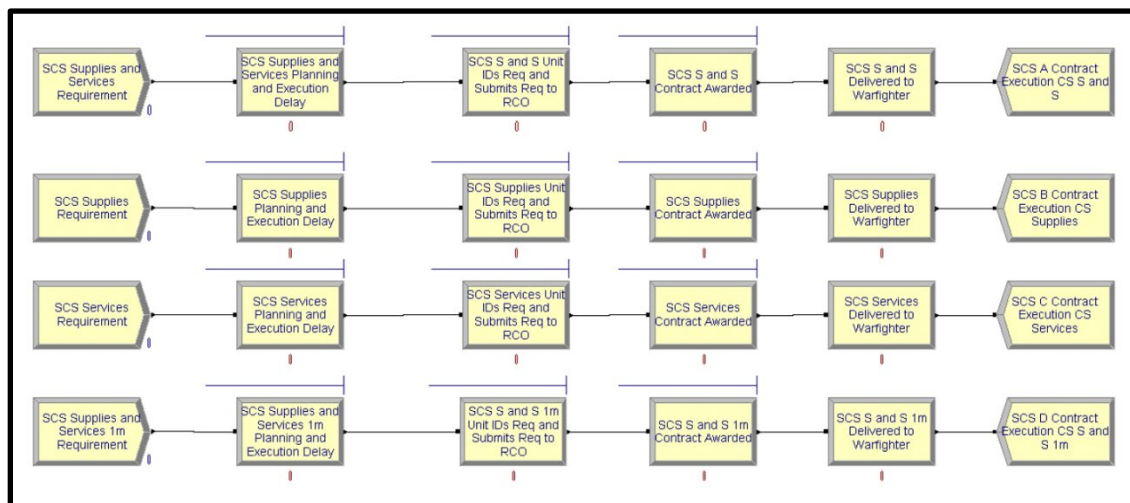 SCS Supplies and
Services
Requirement
SCS Supplies and
Services Planning
and Execution
Delay
SCS S and S Unit
IDs Req and
Submits Req to
RCO
SCS S and S
Contract Awarded
SCS S and S
Delivered to
Warfighter
SCS A Contract
Execution CS S and
S
0
0
0
0
0
SCS Supplies
Requirement
SCS Supplies
Planning and
Execution Delay
SCS Supplies Unit
IDs Req and
Submits Req to
RCO
SCS Supplies
Contract Awarded
SCS Supplies
Delivered to
Warfighter
SCS B Contract
Execution CS
Supplies
0
0
0
0
0
SCS Services
Requirement
SCS Services
Planning and
Execution Delay
SCS Services Unit
IDs Req and
Submits Req to
RCO
SCS Services
Contract Awarded
SCS Services
Delivered to
Warfighter
SCS C Contract
Execution CS
Services
0
0
0
0
0
SCS Supplies and
Services 1m
Requirement
SCS Supplies and
Services 1m
Planning and
Execution Delay
SCS S and S 1m
Unit IDs Req and
Submits Req to
RCO
SCS S and S 1m
Contract Awarded
SCS S and S 1m
Delivered to
Warfighter
SCS D Contract
Execution CS S and
S 1m
0
0
0
0
0